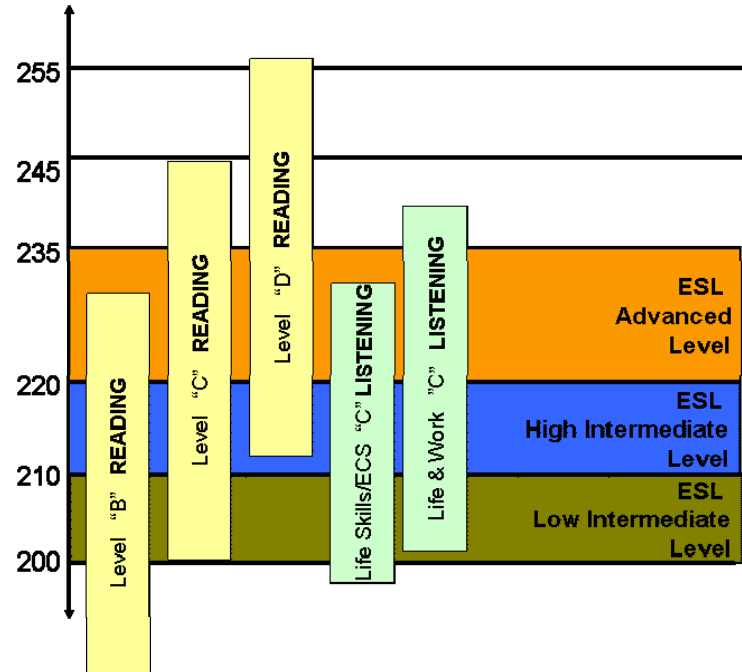 255
245
235
220
210
200
Level “B” READING
Level “C” READING
Level “D” READING
Life Skills/ECS “C” LISTENING
Life & Work “C” LISTENING
ESL
Advanced
Level
ESL
High Intermediate
Level
ESL
Low Intermediate
Level